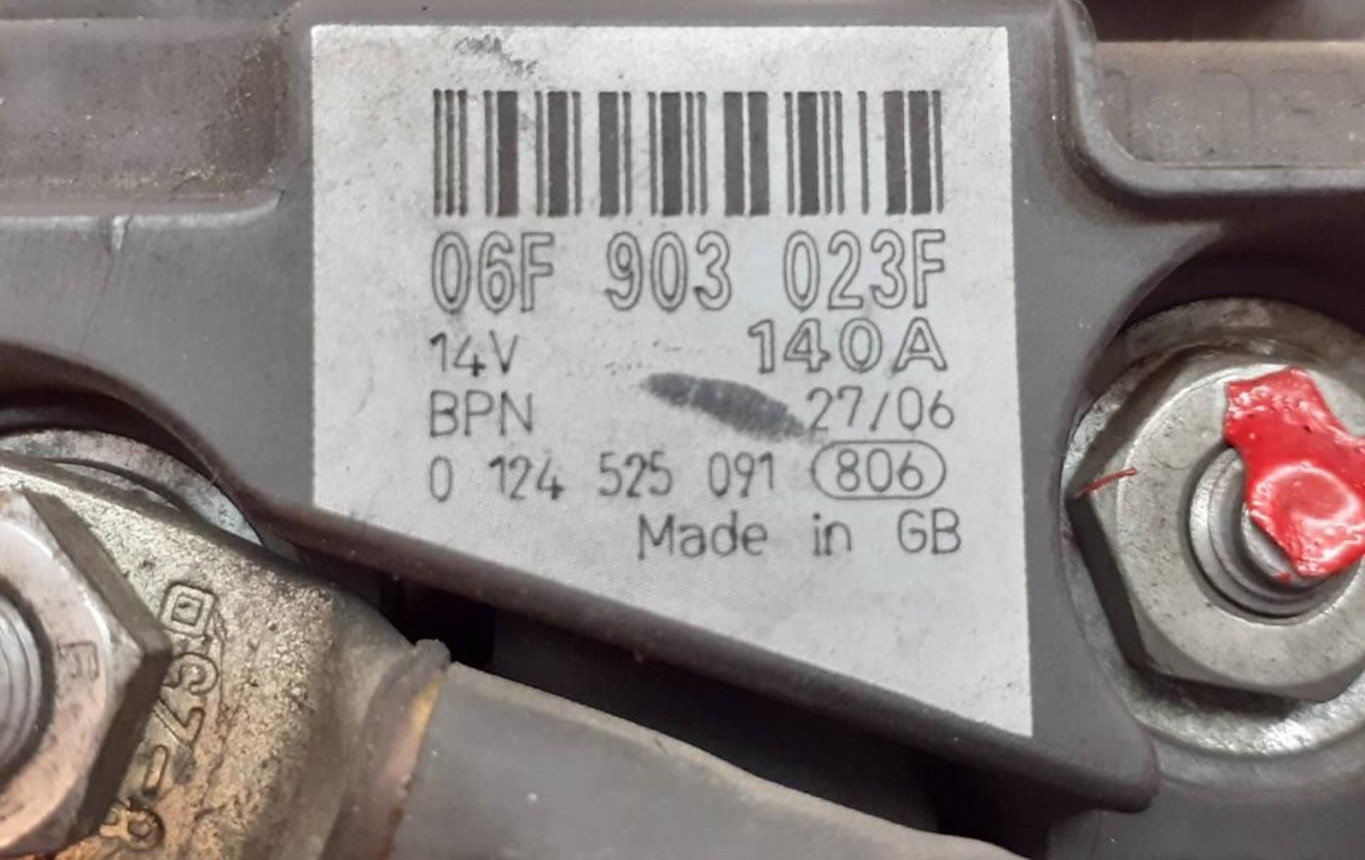 06F 903 023F
14V 140A
BPN 27/06
0 124 525 091 806
Made in GB